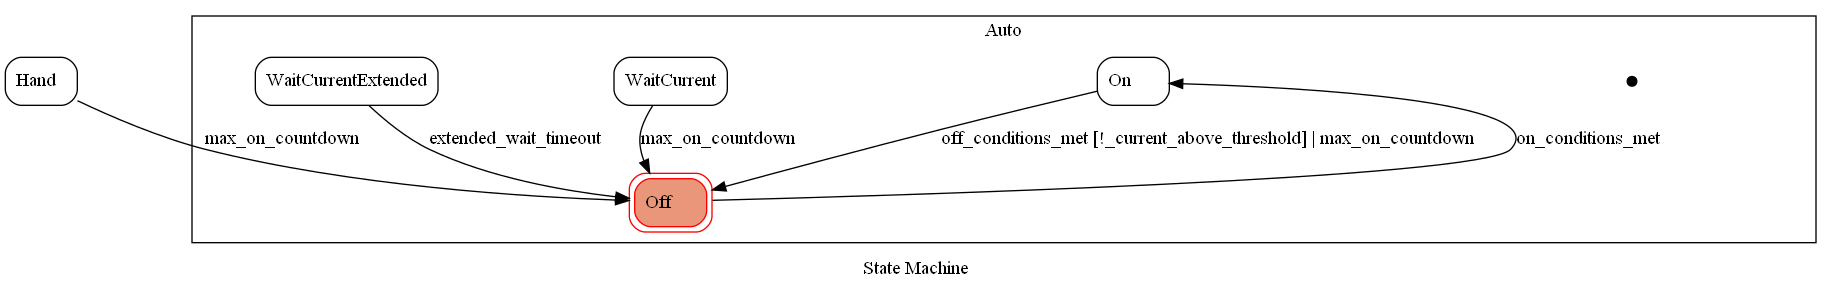 Auto
Hand
WaitCurrentExtended
WaitCurrent
On
max_on_countdown
extended_wait_timeout
max_on_countdown
off_conditions_met [!_current_above_threshold] | max_on_countdown
on_conditions_met
Off
State Machine